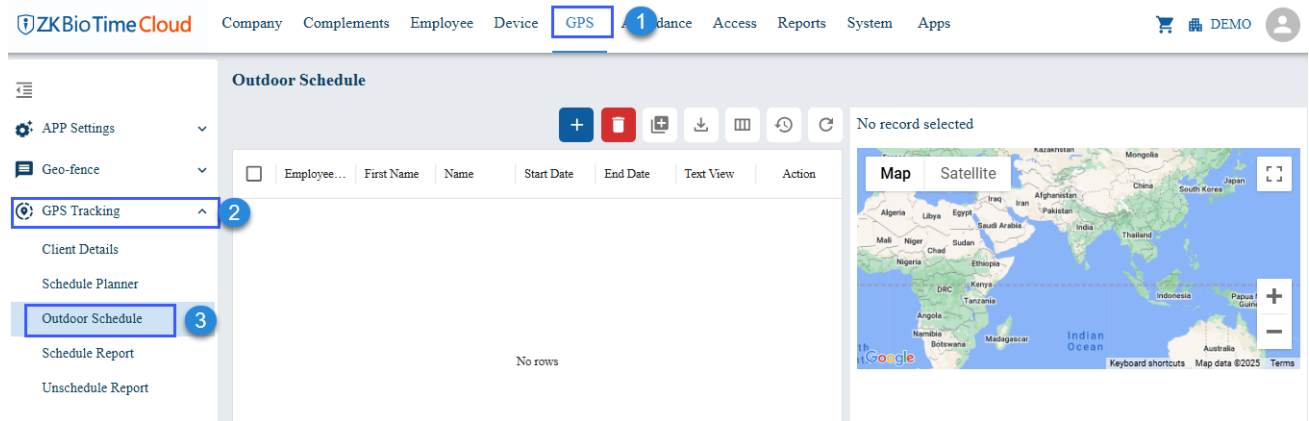 ZKBioTime Cloud
Company Complements Employee Device GPS 1 dance Access Reports System Apps DEMO
Outdoor Schedule
APP Settings
Geo-fence
GPS Tracking 2
Client Details
Schedule Planner
Outdoor Schedule 3
Schedule Report
Unschedule Report
Employee... First Name Name Start Date End Date Text View Action
No rows
No record selected
Map Satellite
Kazakhstan Mongolia
China South Korea Japan
Iraq Iran Afghanistan
Pakistan
Algeria Libya Egypt
Saudi Arabia India
Thailand
Mali Niger Chad Sudan
Nigeria Ethiopia
DRC Kenya
Tanzania Indonesia Papua
Guin
Angola
Namibia
Botswana Madagascar Indian
Ocean Australia
Google
Keyboard shortcuts Map data ©2025 Terms